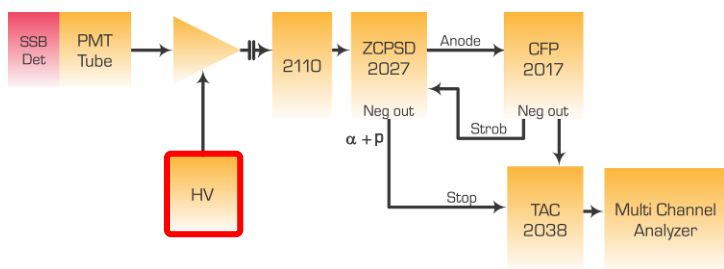 SSB
Det
PMT
Tube
2110
ZCPSD
2027
Neg out
Anode
CFP
2017
Neg out
Strob
α + p
HV
Stop
TAC
2038
Multi Channel
Analyzer